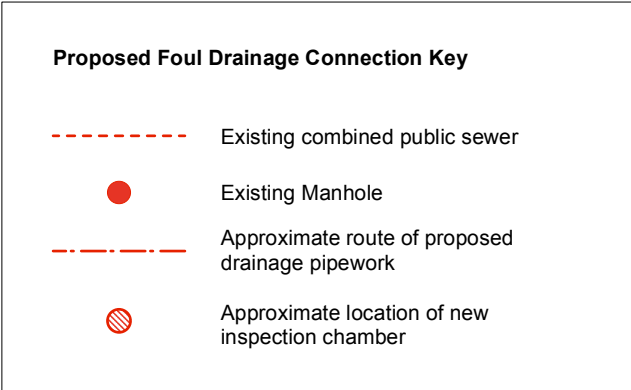 Proposed Foul Drainage Connection Key
Existing combined public sewer
Existing Manhole
Approximate route of proposed
drainage pipework
Approximate location of new
inspection chamber